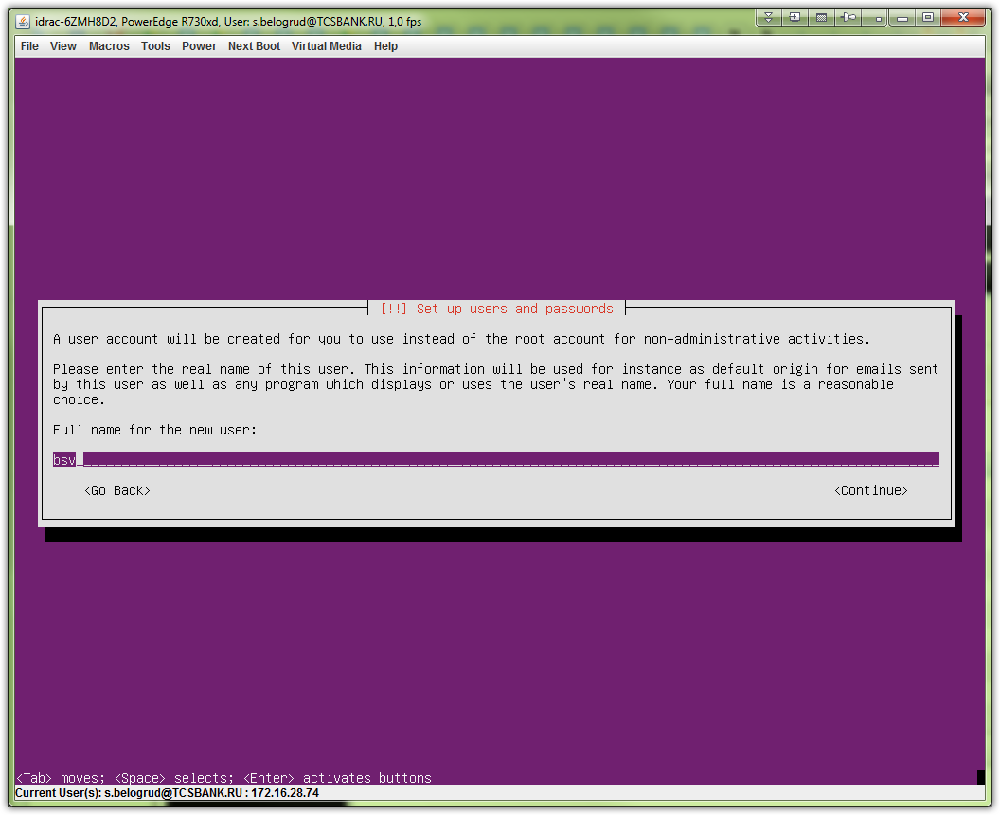 idrac-6ZMH8D2, PowerEdge R730xd, User: s.belogrud@TCSBANK.RU, 1,0 fps
File View Macros Tools Power Next Boot Virtual Media Help
[!!] Set up users and passwords
A user account will be created for you to use instead of the root account for non-administrative activities.
Please enter the real name of this user. This information will be used for instance as default origin for emails sent
by this user as well as any program which displays or uses the user's real name. Your full name is a reasonable
choice.
Full name for the new user:
bsv
<Go Back> <Continue>
<Tab> moves; <Space> selects; <Enter> activates buttons
Current User(s): s.belogrud@TCSBANK.RU : 172.16.28.74